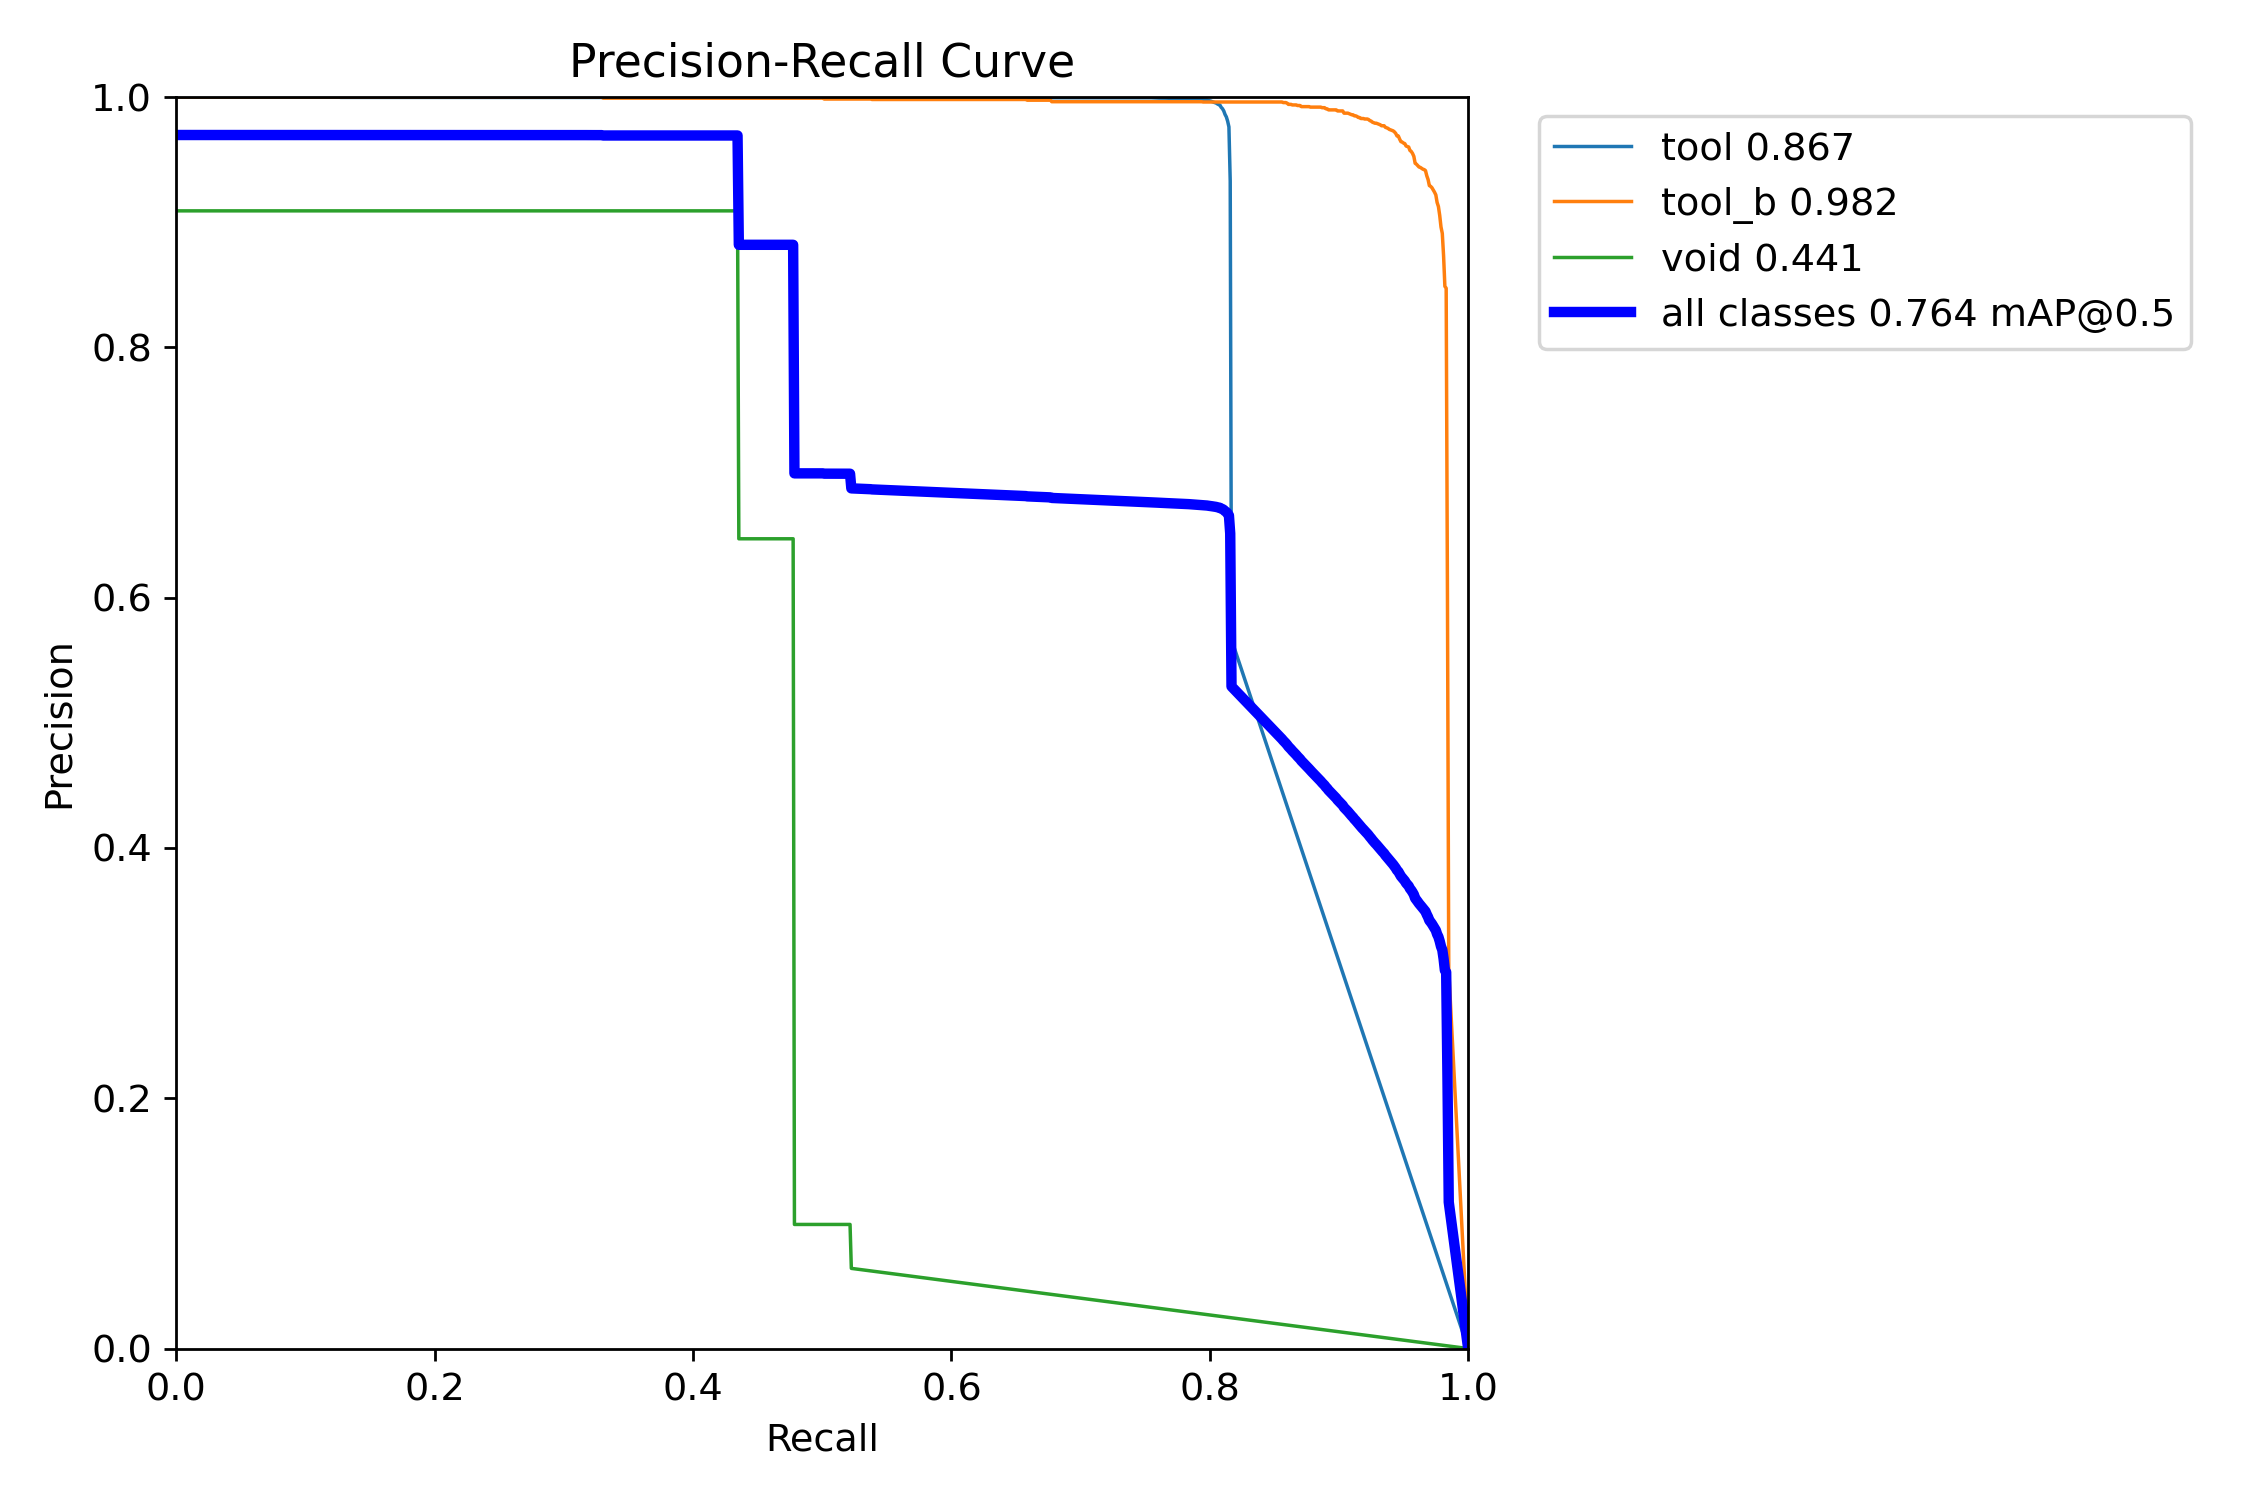 Precision-Recall Curve
1.0
0.8
0.6
0.4
0.2
0.0
Precision
0.0 0.2 0.4 0.6 0.8 1.0
Recall
tool 0.867
tool_b 0.982
void 0.441
all classes 0.764 mAP@0.5